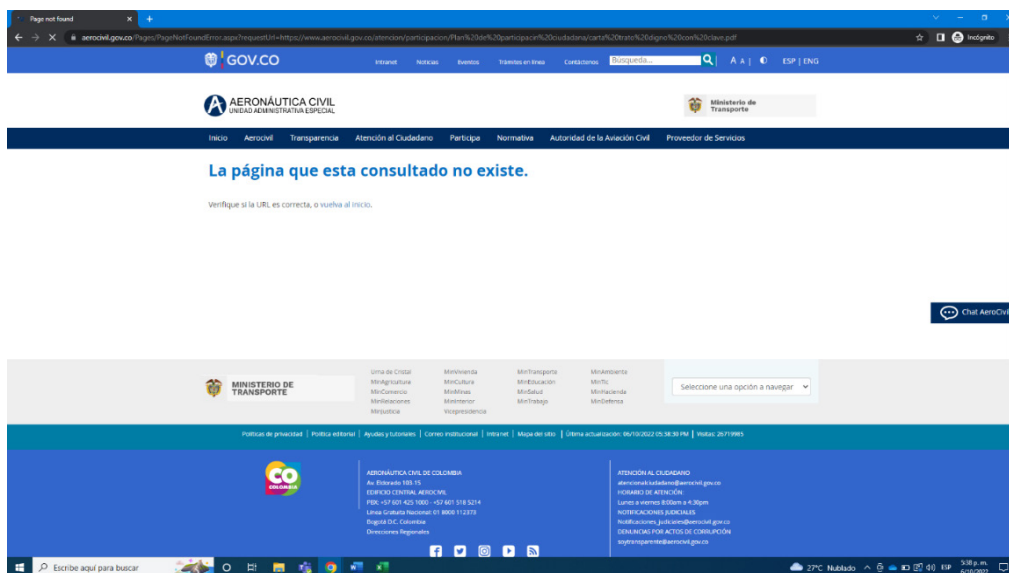 Page not found
aerocivil.gov.co/Pages/PageNotFoundError.aspx?requestUrl=https://www.aerocivil.gov.co/atencion/participacion/Plan%20de%20participacin%20ciudadana/carta%20trato%20digno%20con%20clave.pdf
Incógnito
GOV.CO
Intranet Noticias Eventos Trámites en línea Contáctenos Búsqueda... A A | ESP | ENG
AERONÁUTICA CIVIL
UNIDAD ADMINISTRATIVA ESPECIAL
Ministerio de
Transporte
Inicio Aerocivil Transparencia Atención al Ciudadano Participa Normativa Autoridad de la Aviación Civil Proveedor de Servicios
La página que esta consultado no existe.
Verifique si la URL es correcta, o vuelva al inicio.
Chat AeroCivil
MINISTERIO DE
TRANSPORTE
Urna de Cristal MinVivienda MinTransporte MinAmbiente
MinAgricultura MinCultura MinEducación MinTic
MinComercio MinMinas MinSalud MinHacienda
MinRelaciones MinInterior MinTrabajo MinDefensa
MinJusticia Vicepresidencia
Seleccione una opción a navegar
Políticas de privacidad | Política editorial | Ayudas y tutoriales | Correo institucional | Intranet | Mapa del sitio | Última actualización: 06/10/2022 05:38:30 PM | Visitas: 26719985
CO
COLOMBIA
AERONÁUTICA CIVIL DE COLOMBIA
Av. Eldorado 103-15
EDIFICIO CENTRAL AEROCIVIL
PBX: +57 601 425 1000 - +57 601 518 5214
Línea Gratuita Nacional: 01 8000 112373
Bogotá D.C. Colombia
Direcciones Regionales
ATENCIÓN AL CIUDADANO
atencionalciudadano@aerocivil.gov.co
HORARIO DE ATENCIÓN:
Lunes a viernes 8:00am a 4:30pm
NOTIFICACIONES JUDICIALES
Notificaciones_judiciales@aerocivil.gov.co
DENUNCIAS POR ACTOS DE CORRUPCIÓN
soytransparente@aerocivil.gov.co
Escribe aquí para buscar
27°C Nublado
ESP
5:38 p. m.
6/10/2022